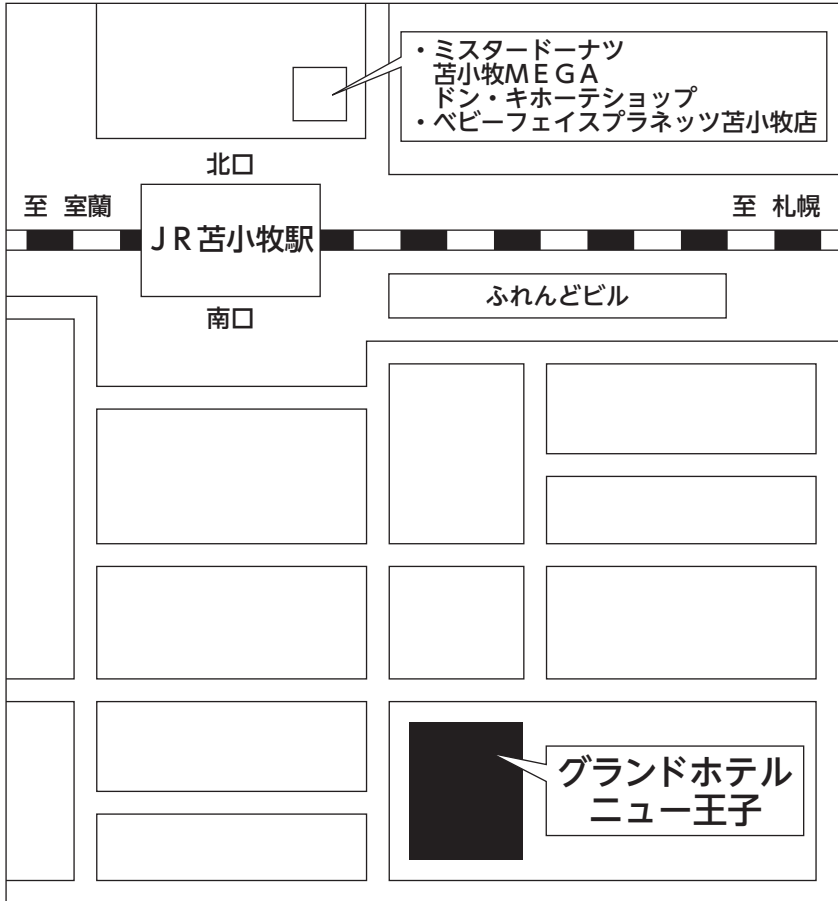 ・ミスタードーナツ
苫小牧ＭＥＧＡ
ドン・キホーテショップ
・ベビーフェイスプラネッツ苫小牧店
北口
至 室蘭
至 札幌
ＪＲ苫小牧駅
ふれんどビル
南口
グランドホテル
ニュー王子